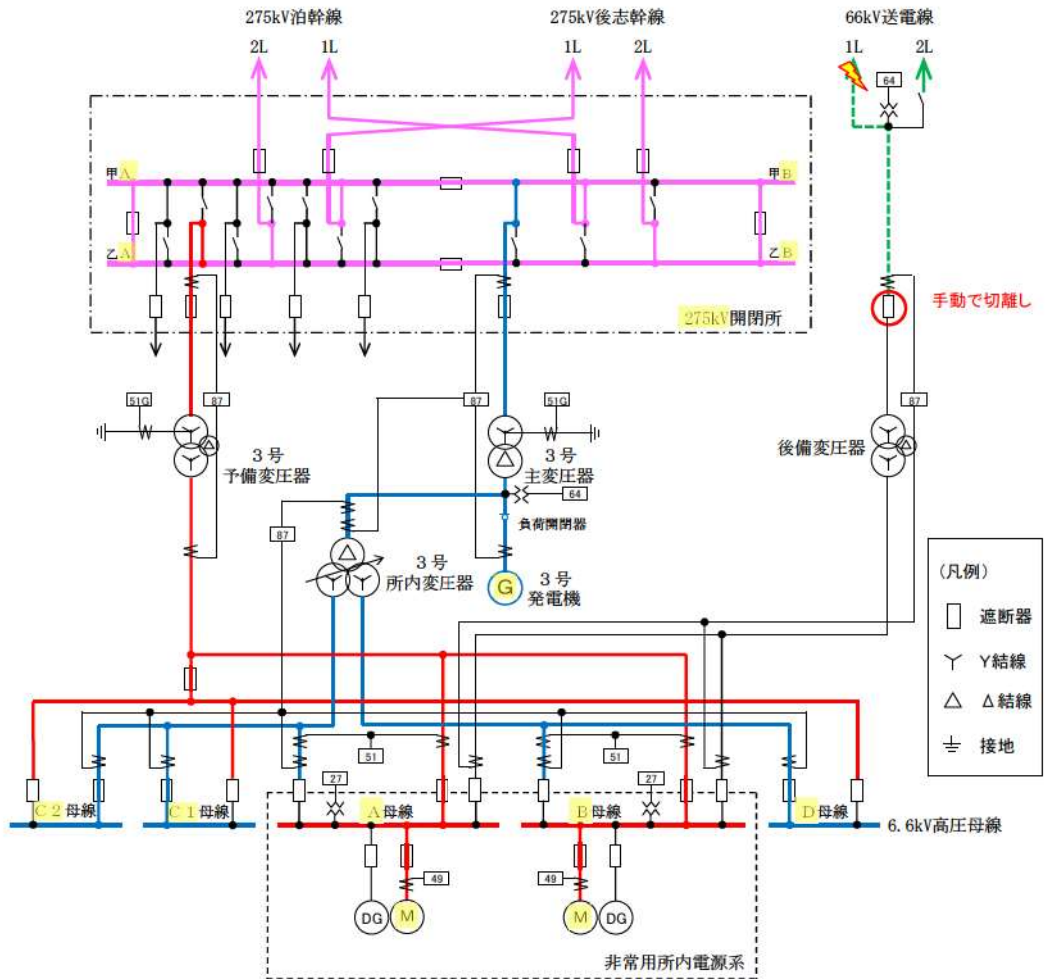 275kV泊幹線
275kV後志幹線
66kV送電線
2L
1L
1L
2L
1L
2L
64
甲A
甲B
乙A
乙B
275kV開閉所
手動で切離し
51G
87
87
51G
87
3号
予備変圧器
3号
主変圧器
後備変圧器
64
負荷開閉器
87
3号
所内変圧器
G
3号
発電機
(凡例)
遮断器
Y結線
Δ結線
接地
51
51
27
27
C2母線
C1母線
A母線
B母線
D母線
6.6kV高圧母線
49
49
DG
M
M
DG
非常用所内電源系